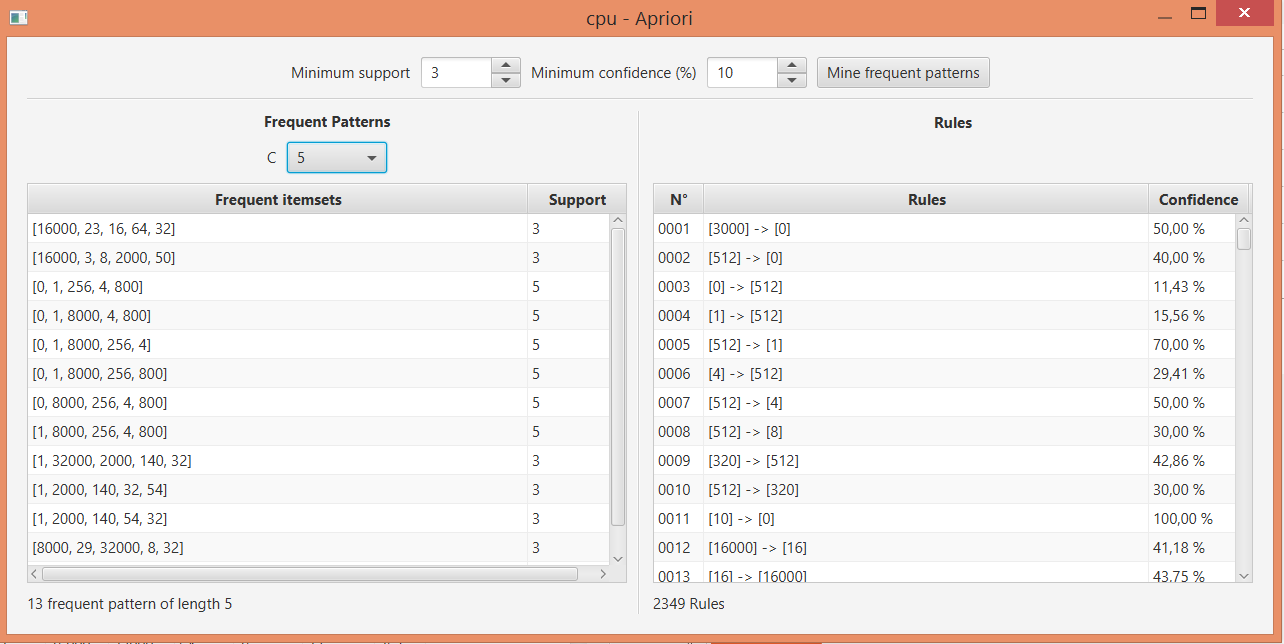 cpu - Apriori
Minimum support 3 Minimum confidence (%) 10 Mine frequent patterns
Frequent Patterns
C 5
Frequent itemsets Support
[16000, 23, 16, 64, 32] 3
[16000, 3, 8, 2000, 50] 3
[0, 1, 256, 4, 800] 5
[0, 1, 8000, 4, 800] 5
[0, 1, 8000, 256, 4] 5
[0, 1, 8000, 256, 800] 5
[0, 8000, 256, 4, 800] 5
[1, 8000, 256, 4, 800] 5
[1, 32000, 2000, 140, 32] 3
[1, 2000, 140, 32, 54] 3
[1, 2000, 140, 54, 32] 3
[8000, 29, 32000, 8, 32] 3
13 frequent pattern of length 5
Rules
N° Rules Confidence
0001 [3000] -> [0] 50,00 %
0002 [512] -> [0] 40,00 %
0003 [0] -> [512] 11,43 %
0004 [1] -> [512] 15,56 %
0005 [512] -> [1] 70,00 %
0006 [4] -> [512] 29,41 %
0007 [512] -> [4] 50,00 %
0008 [512] -> [8] 30,00 %
0009 [320] -> [512] 42,86 %
0010 [512] -> [320] 30,00 %
0011 [10] -> [0] 100,00 %
0012 [16000] -> [16] 41,18 %
0013 [16] -> [16000] 43,75 %
2349 Rules